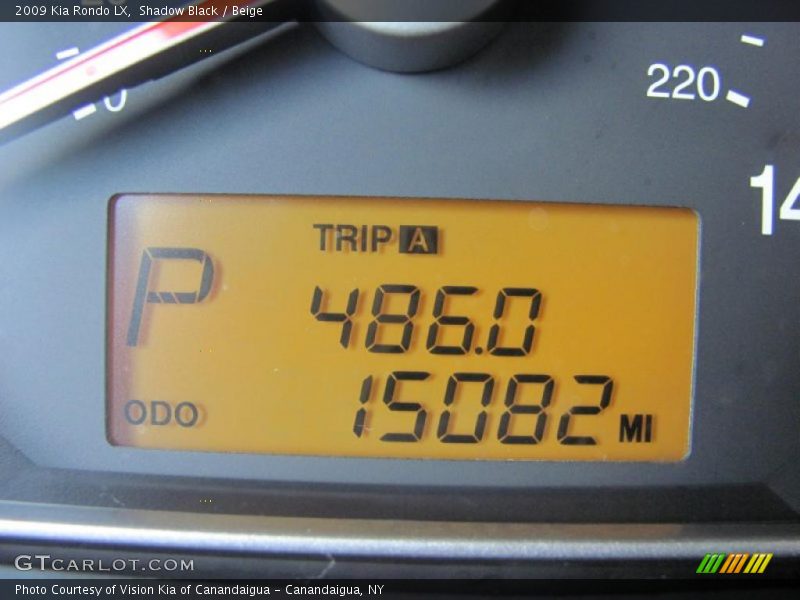 2009 Kia Rondo LX, Shadow Black / Beige
0
220
14
TRIP A
P
486.0
ODO 15082 MI
GTCARLOT.COM
Photo Courtesy of Vision Kia of Canandaigua - Canandaigua, NY